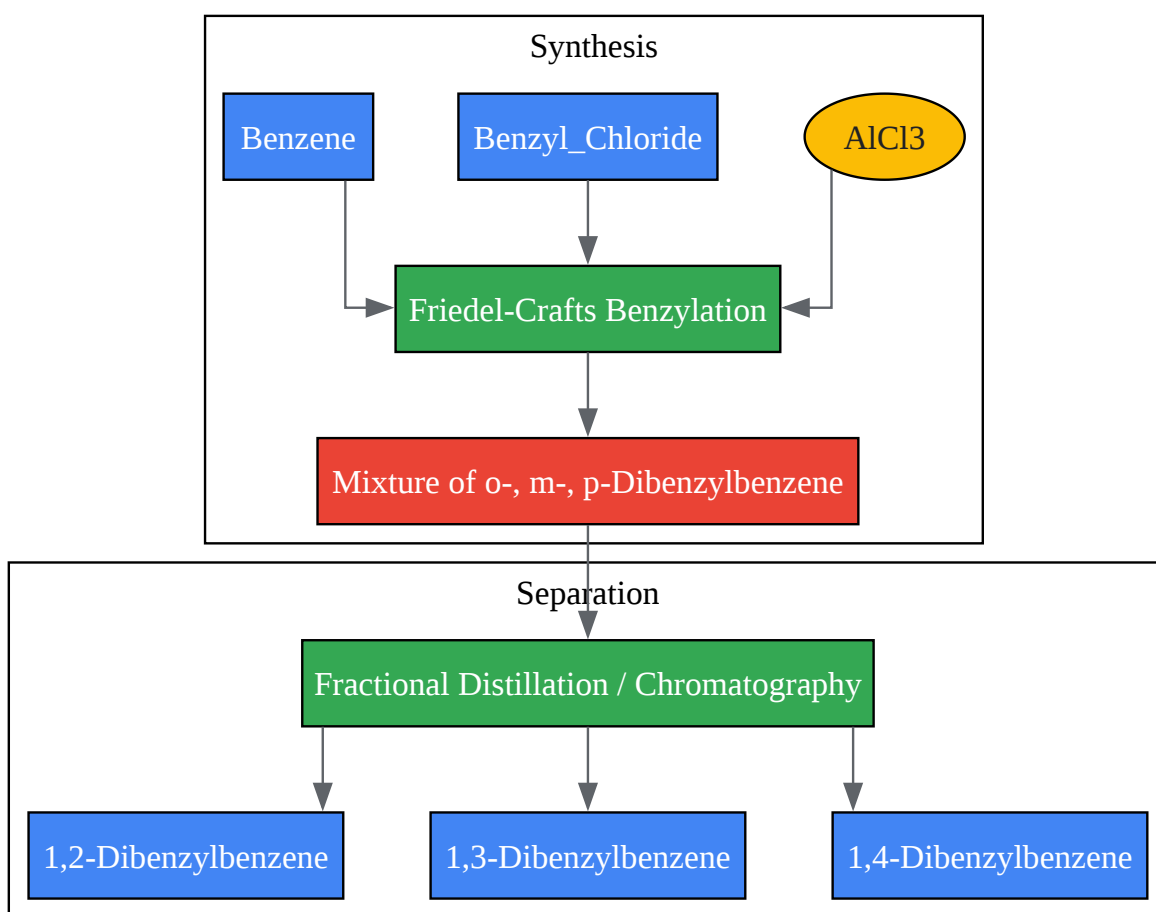 Synthesis
Benzene
Benzyl_Chloride
AlCl3
Friedel-Crafts Benzylation
Mixture of o-, m-, p-Dibenzylbenzene
Separation
Fractional Distillation / Chromatography
1,2-Dibenzylbenzene
1,3-Dibenzylbenzene
1,4-Dibenzylbenzene